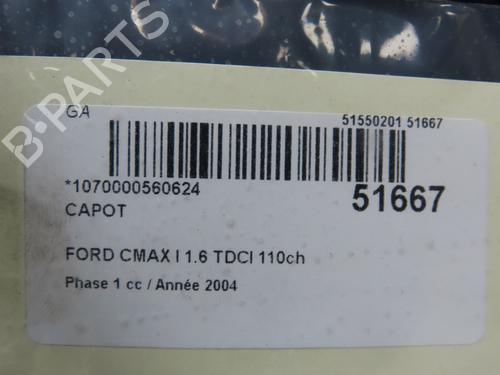 B-PARTS
GA
51550201 51667
*1070000560624
51667
CAPOT
FORD CMAX I 1.6 TDCI 110ch
Phase 1 cc / Année 2004